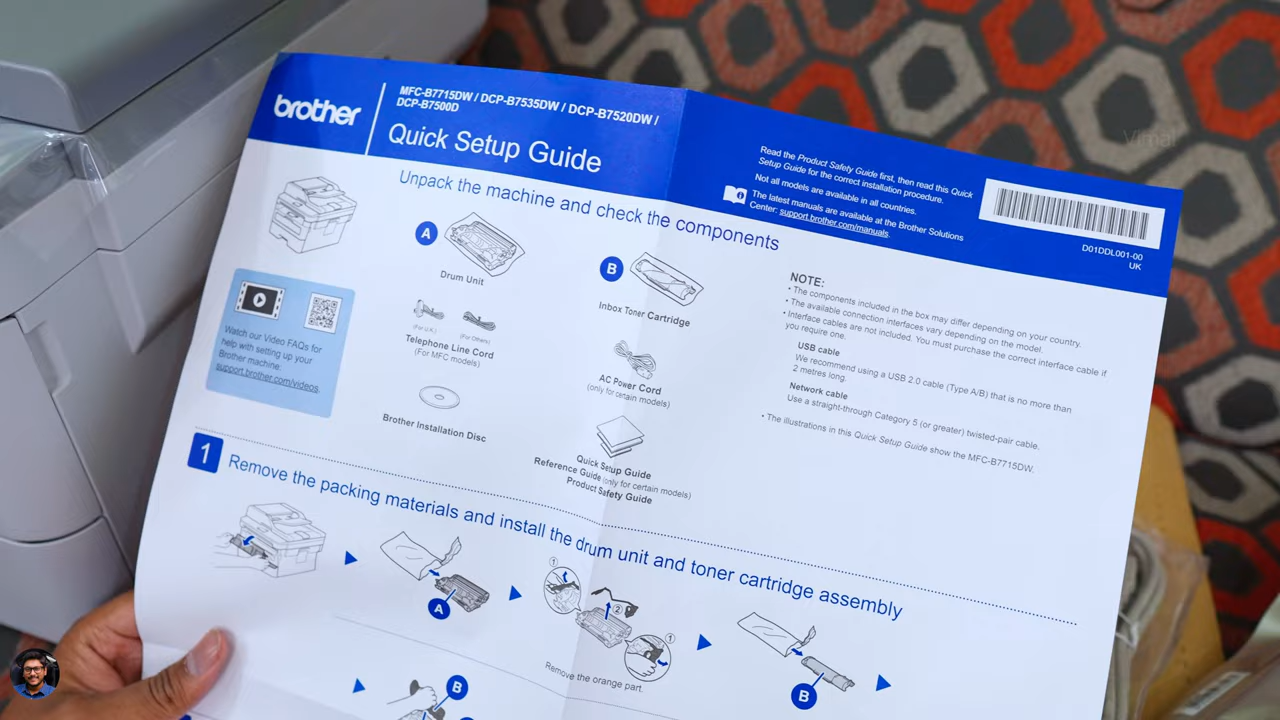 brother
MFC-B7715DW / DCP-B7535DW / DCP-B7520DW /
DCP-B7500D
Quick Setup Guide
Read the Product Safety Guide first, then read this Quick
Setup Guide for the correct installation procedure.
Not all models are available in all countries.
The latest manuals are available at the Brother Solutions
Center: support.brother.com/manuals.
D01DDL001-00
UK
Vimal
Unpack the machine and check the components
A
Drum Unit
B
Inbox Toner Cartridge
(For U.K.)
(For Others)
Telephone Line Cord
(For MFC models)
AC Power Cord
(only for certain models)
Brother Installation Disc
Quick Setup Guide
Reference Guide (only for certain models)
Product Safety Guide
Watch our Video FAQs for
help with setting up your
Brother machine:
support.brother.com/videos.
NOTE:
• The components included in the box may differ depending on your country.
• The available connection interfaces vary depending on the model.
• Interface cables are not included. You must purchase the correct interface cable if
you require one.
USB cable
We recommend using a USB 2.0 cable (Type A/B) that is no more than
2 metres long.
Network cable
Use a straight-through Category 5 (or greater) twisted-pair cable.
• The illustrations in this Quick Setup Guide show the MFC-B7715DW.
1
Remove the packing materials and install the drum unit and toner cartridge assembly
A
1
2
1
Remove the orange part.
B
B